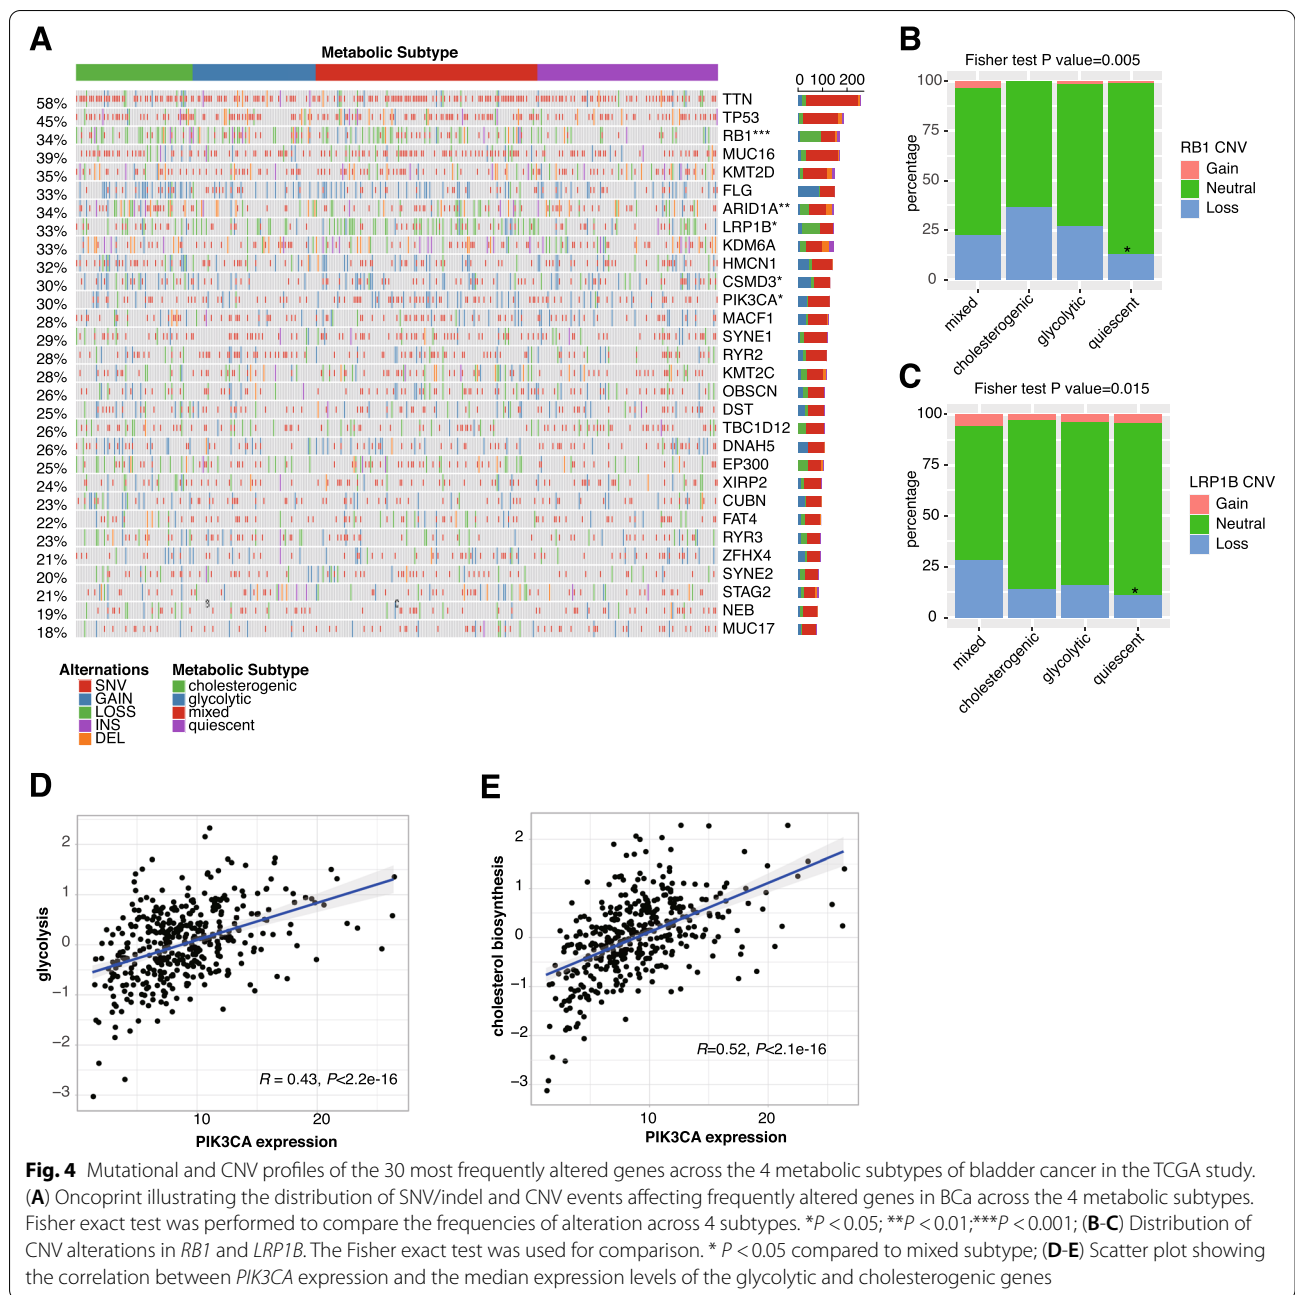 A
Metabolic Subtype
0 100 200
58% TTN
45% TP53
34% RB1***
39% MUC16
35% KMT2D
33% FLG
34% ARID1A**
33% LRP1B*
33% KDM6A
32% HMCN1
30% CSMD3*
30% PIK3CA*
28% MACF1
29% SYNE1
28% RYR2
28% KMT2C
26% OBSCN
25% DST
26% TBC1D12
26% DNAH5
25% EP300
24% XIRP2
23% CUBN
22% FAT4
23% RYR3
21% ZFHX4
20% SYNE2
21% STAG2
19% NEB
18% MUC17
Alternations
SNV
GAIN
LOSS
INS
DEL
Metabolic Subtype
cholesterogenic
glycolytic
mixed
quiescent
B
Fisher test P value=0.005
percentage
100
75
50
25
0
*
mixed
cholesterogenic
glycolytic
quiescent
RB1 CNV
Gain
Neutral
Loss
C
Fisher test P value=0.015
percentage
100
75
50
25
0
*
mixed
cholesterogenic
glycolytic
quiescent
LRP1B CNV
Gain
Neutral
Loss
D
glycolysis
2
1
0
−1
−2
−3
R = 0.43, P<2.2e-16
10 20
PIK3CA expression
E
cholesterol biosynthesis
2
1
0
−1
−2
−3
R=0.52, P<2.1e-16
10 20
PIK3CA expression
Fig. 4 Mutational and CNV profiles of the 30 most frequently altered genes across the 4 metabolic subtypes of bladder cancer in the TCGA study.
(A) Oncoprint illustrating the distribution of SNV/indel and CNV events affecting frequently altered genes in BCa across the 4 metabolic subtypes.
Fisher exact test was performed to compare the frequencies of alteration across 4 subtypes. *P < 0.05; **P < 0.01;***P < 0.001; (B-C) Distribution of
CNV alterations in RB1 and LRP1B. The Fisher exact test was used for comparison. * P < 0.05 compared to mixed subtype; (D-E) Scatter plot showing
the correlation between PIK3CA expression and the median expression levels of the glycolytic and cholesterogenic genes